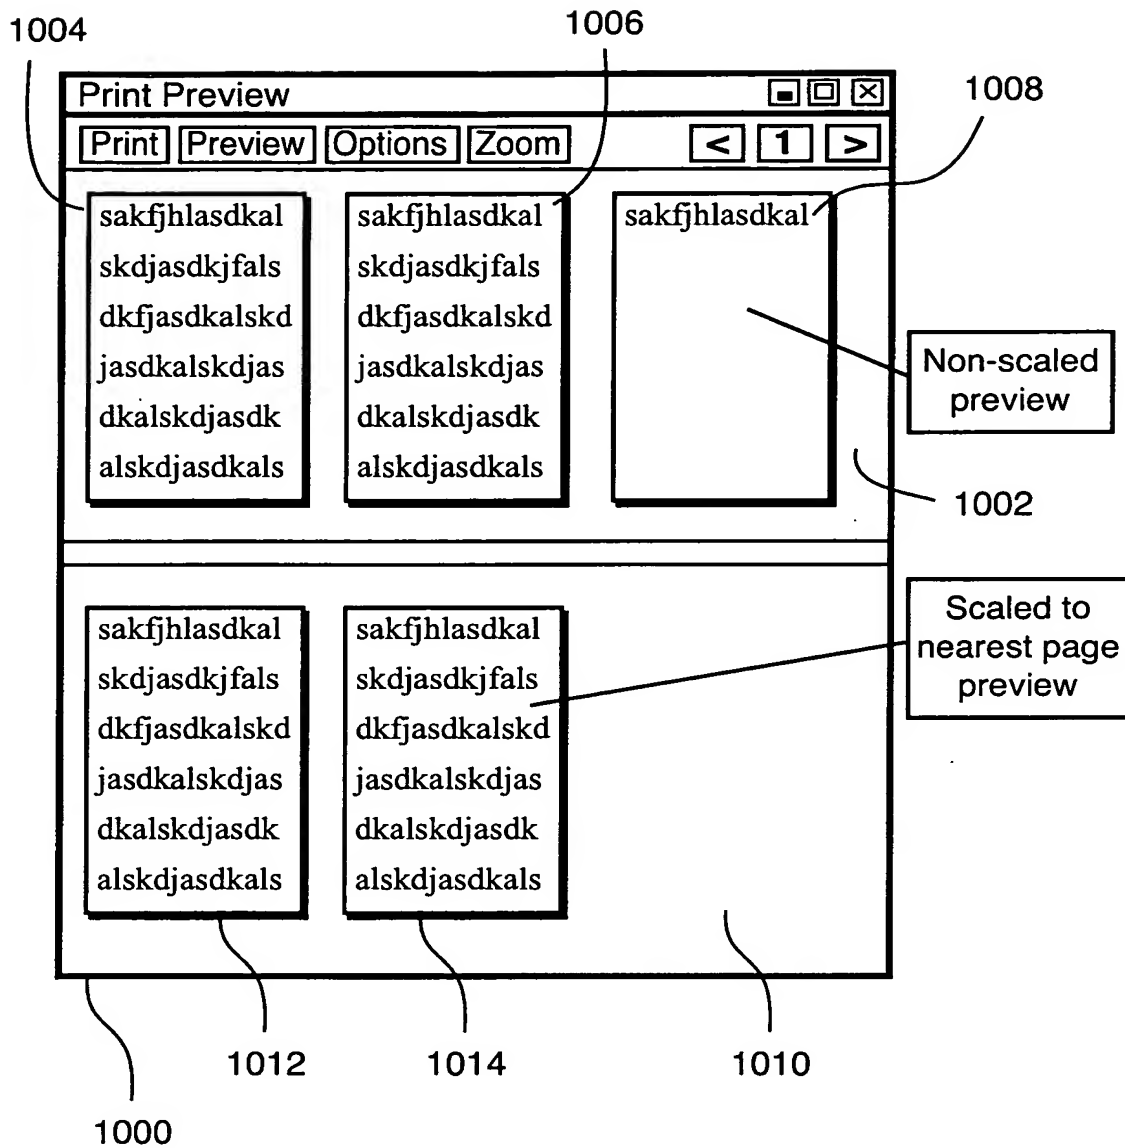 1004
1006
Print Preview
1008
Print Preview Options Zoom < 1 >
sakfjhlasdkal
skdjasdkjfals
dkfjasdkalskd
jasdkalskdjas
dkalskdjasdk
alskdjasdkals
sakfjhlasdkal
skdjasdkjfals
dkfjasdkalskd
jasdkalskdjas
dkalskdjasdk
alskdjasdkals
sakfjhlasdkal
Non-scaled
preview
1002
sakfjhlasdkal
skdjasdkjfals
dkfjasdkalskd
jasdkalskdjas
dkalskdjasdk
alskdjasdkals
sakfjhlasdkal
skdjasdkjfals
dkfjasdkalskd
jasdkalskdjas
dkalskdjasdk
alskdjasdkals
Scaled to
nearest page
preview
1012
1014
1010
1000